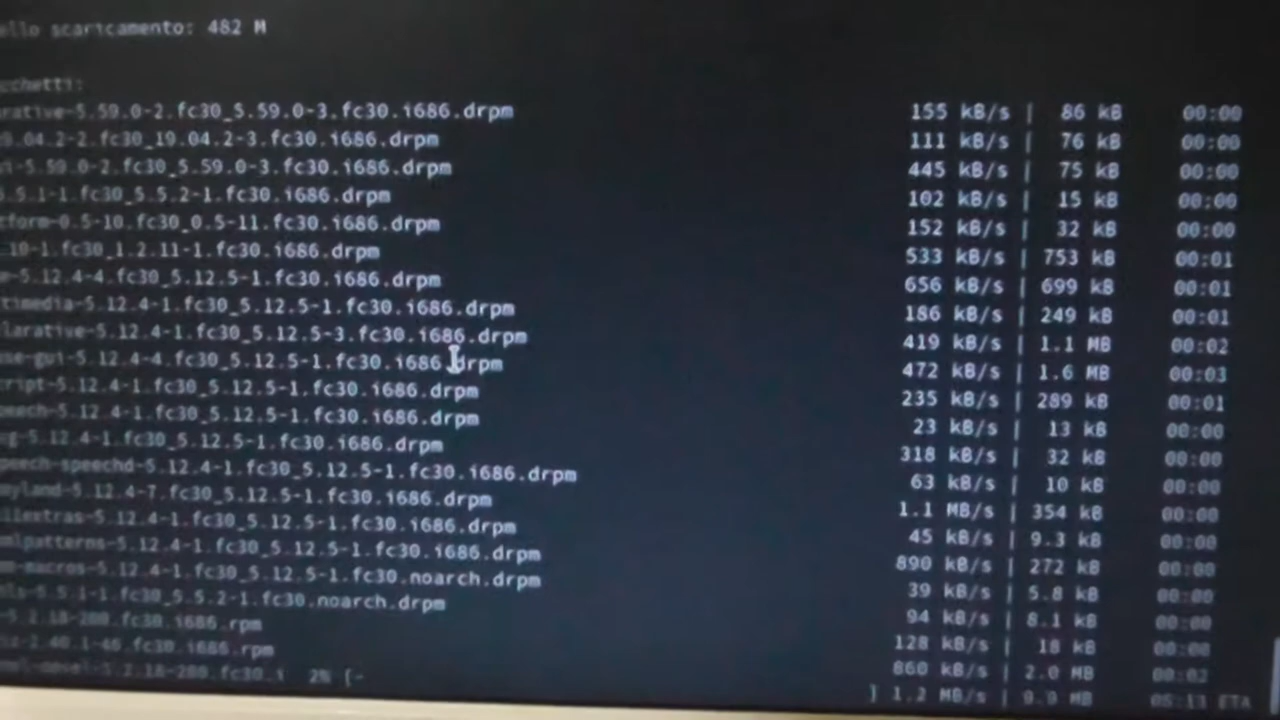 ello scaricamento: 482 M
cchetti:
rative-5.59.0-2.fc30_5.59.0-3.fc30.i686.drpm 155 kB/s | 86 kB 00:00
9.04.2-2.fc30_19.04.2-3.fc30.i686.drpm 111 kB/s | 76 kB 00:00
-5.59.0-2.fc30_5.59.0-3.fc30.i686.drpm 445 kB/s | 75 kB 00:00
5.5.1-1.fc30_5.5.2-1.fc30.i686.drpm 102 kB/s | 15 kB 00:00
tform-0.5-10.fc30_0.5-11.fc30.i686.drpm 152 kB/s | 32 kB 00:00
.10-1.fc30_1.2.11-1.fc30.i686.drpm 533 kB/s | 753 kB 00:01
-5.12.4-4.fc30_5.12.5-1.fc30.i686.drpm 656 kB/s | 699 kB 00:01
timedia-5.12.4-1.fc30_5.12.5-1.fc30.i686.drpm 186 kB/s | 249 kB 00:01
larative-5.12.4-1.fc30_5.12.5-3.fc30.i686.drpm 419 kB/s | 1.1 MB 00:02
se-gui-5.12.4-4.fc30_5.12.5-1.fc30.i686.drpm 472 kB/s | 1.6 MB 00:03
ript-5.12.4-1.fc30_5.12.5-1.fc30.i686.drpm 235 kB/s | 289 kB 00:01
peech-5.12.4-1.fc30_5.12.5-1.fc30.i686.drpm 23 kB/s | 13 kB 00:00
g-5.12.4-1.fc30_5.12.5-1.fc30.i686.drpm 318 kB/s | 32 kB 00:00
peech-speechd-5.12.4-1.fc30_5.12.5-1.fc30.i686.drpm 63 kB/s | 10 kB 00:00
ayland-5.12.4-7.fc30_5.12.5-1.fc30.i686.drpm 1.1 MB/s | 354 kB 00:00
llextras-5.12.4-1.fc30_5.12.5-1.fc30.i686.drpm 45 kB/s | 9.3 kB 00:00
mlpatterns-5.12.4-1.fc30_5.12.5-1.fc30.i686.drpm 890 kB/s | 272 kB 00:00
m-macros-5.12.4-1.fc30_5.12.5-1.fc30.noarch.drpm 39 kB/s | 5.8 kB 00:00
ls-5.5.1-1.fc30_5.5.2-1.fc30.noarch.drpm 94 kB/s | 8.1 kB 00:00
.2.18-200.fc30.i686.rpm 128 kB/s | 18 kB 00:00
-2.48.1-46.fc30.i686.rpm 860 kB/s | 2.0 MB 00:02
nel-devel-5.2.18-200.fc30.i 2% [- ] 1.2 MB/s | 9.9 MB 05:13 ETA